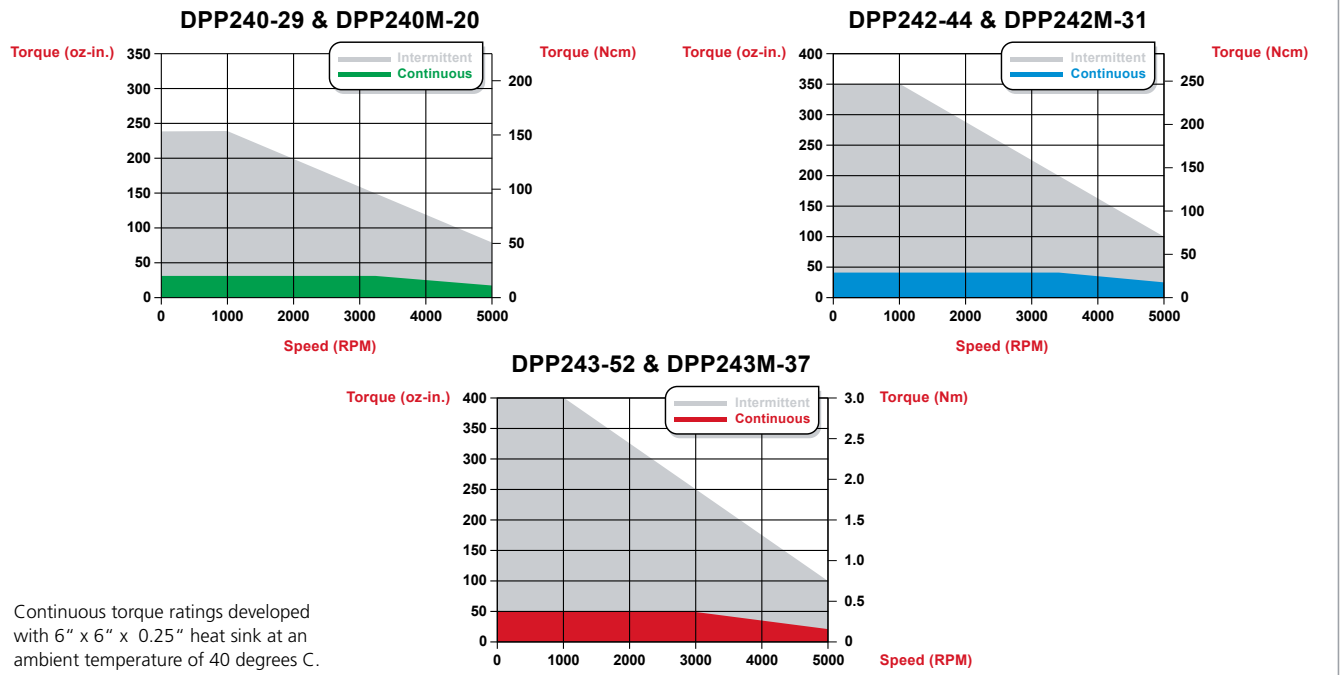 DPP240-29 & DPP240M-20
Torque (oz-in.)
Torque (Ncm)
Intermittent
Continuous
350
300
250
200
150
100
50
0
200
150
100
50
0
0 1000 2000 3000 4000 5000
Speed (RPM)
DPP242-44 & DPP242M-31
Torque (oz-in.)
Torque (Ncm)
Intermittent
Continuous
400
350
300
250
200
150
100
50
0
250
200
150
100
50
0
0 1000 2000 3000 4000 5000
Speed (RPM)
DPP243-52 & DPP243M-37
Torque (oz-in.)
Torque (Nm)
Intermittent
Continuous
400
350
300
250
200
150
100
50
0
3.0
2.5
2.0
1.5
1.0
0.5
0
0 1000 2000 3000 4000 5000
Speed (RPM)
Continuous torque ratings developed
with 6“ x 6“ x 0.25“ heat sink at an
ambient temperature of 40 degrees C.